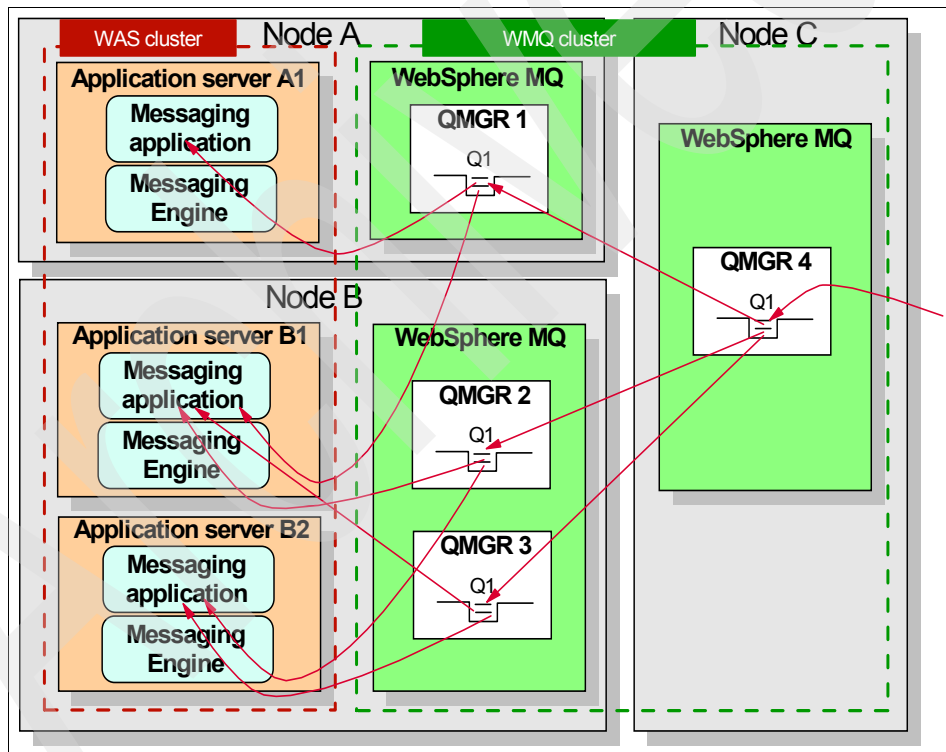 WAS cluster
Node A
WMQ cluster
Node C
Application server A1
Messaging
application
Messaging
Engine
WebSphere MQ
QMGR 1
Q1
WebSphere MQ
QMGR 4
Q1
Node B
Application server B1
Messaging
application
Messaging
Engine
Application server B2
Messaging
application
Messaging
Engine
WebSphere MQ
QMGR 2
Q1
QMGR 3
Q1